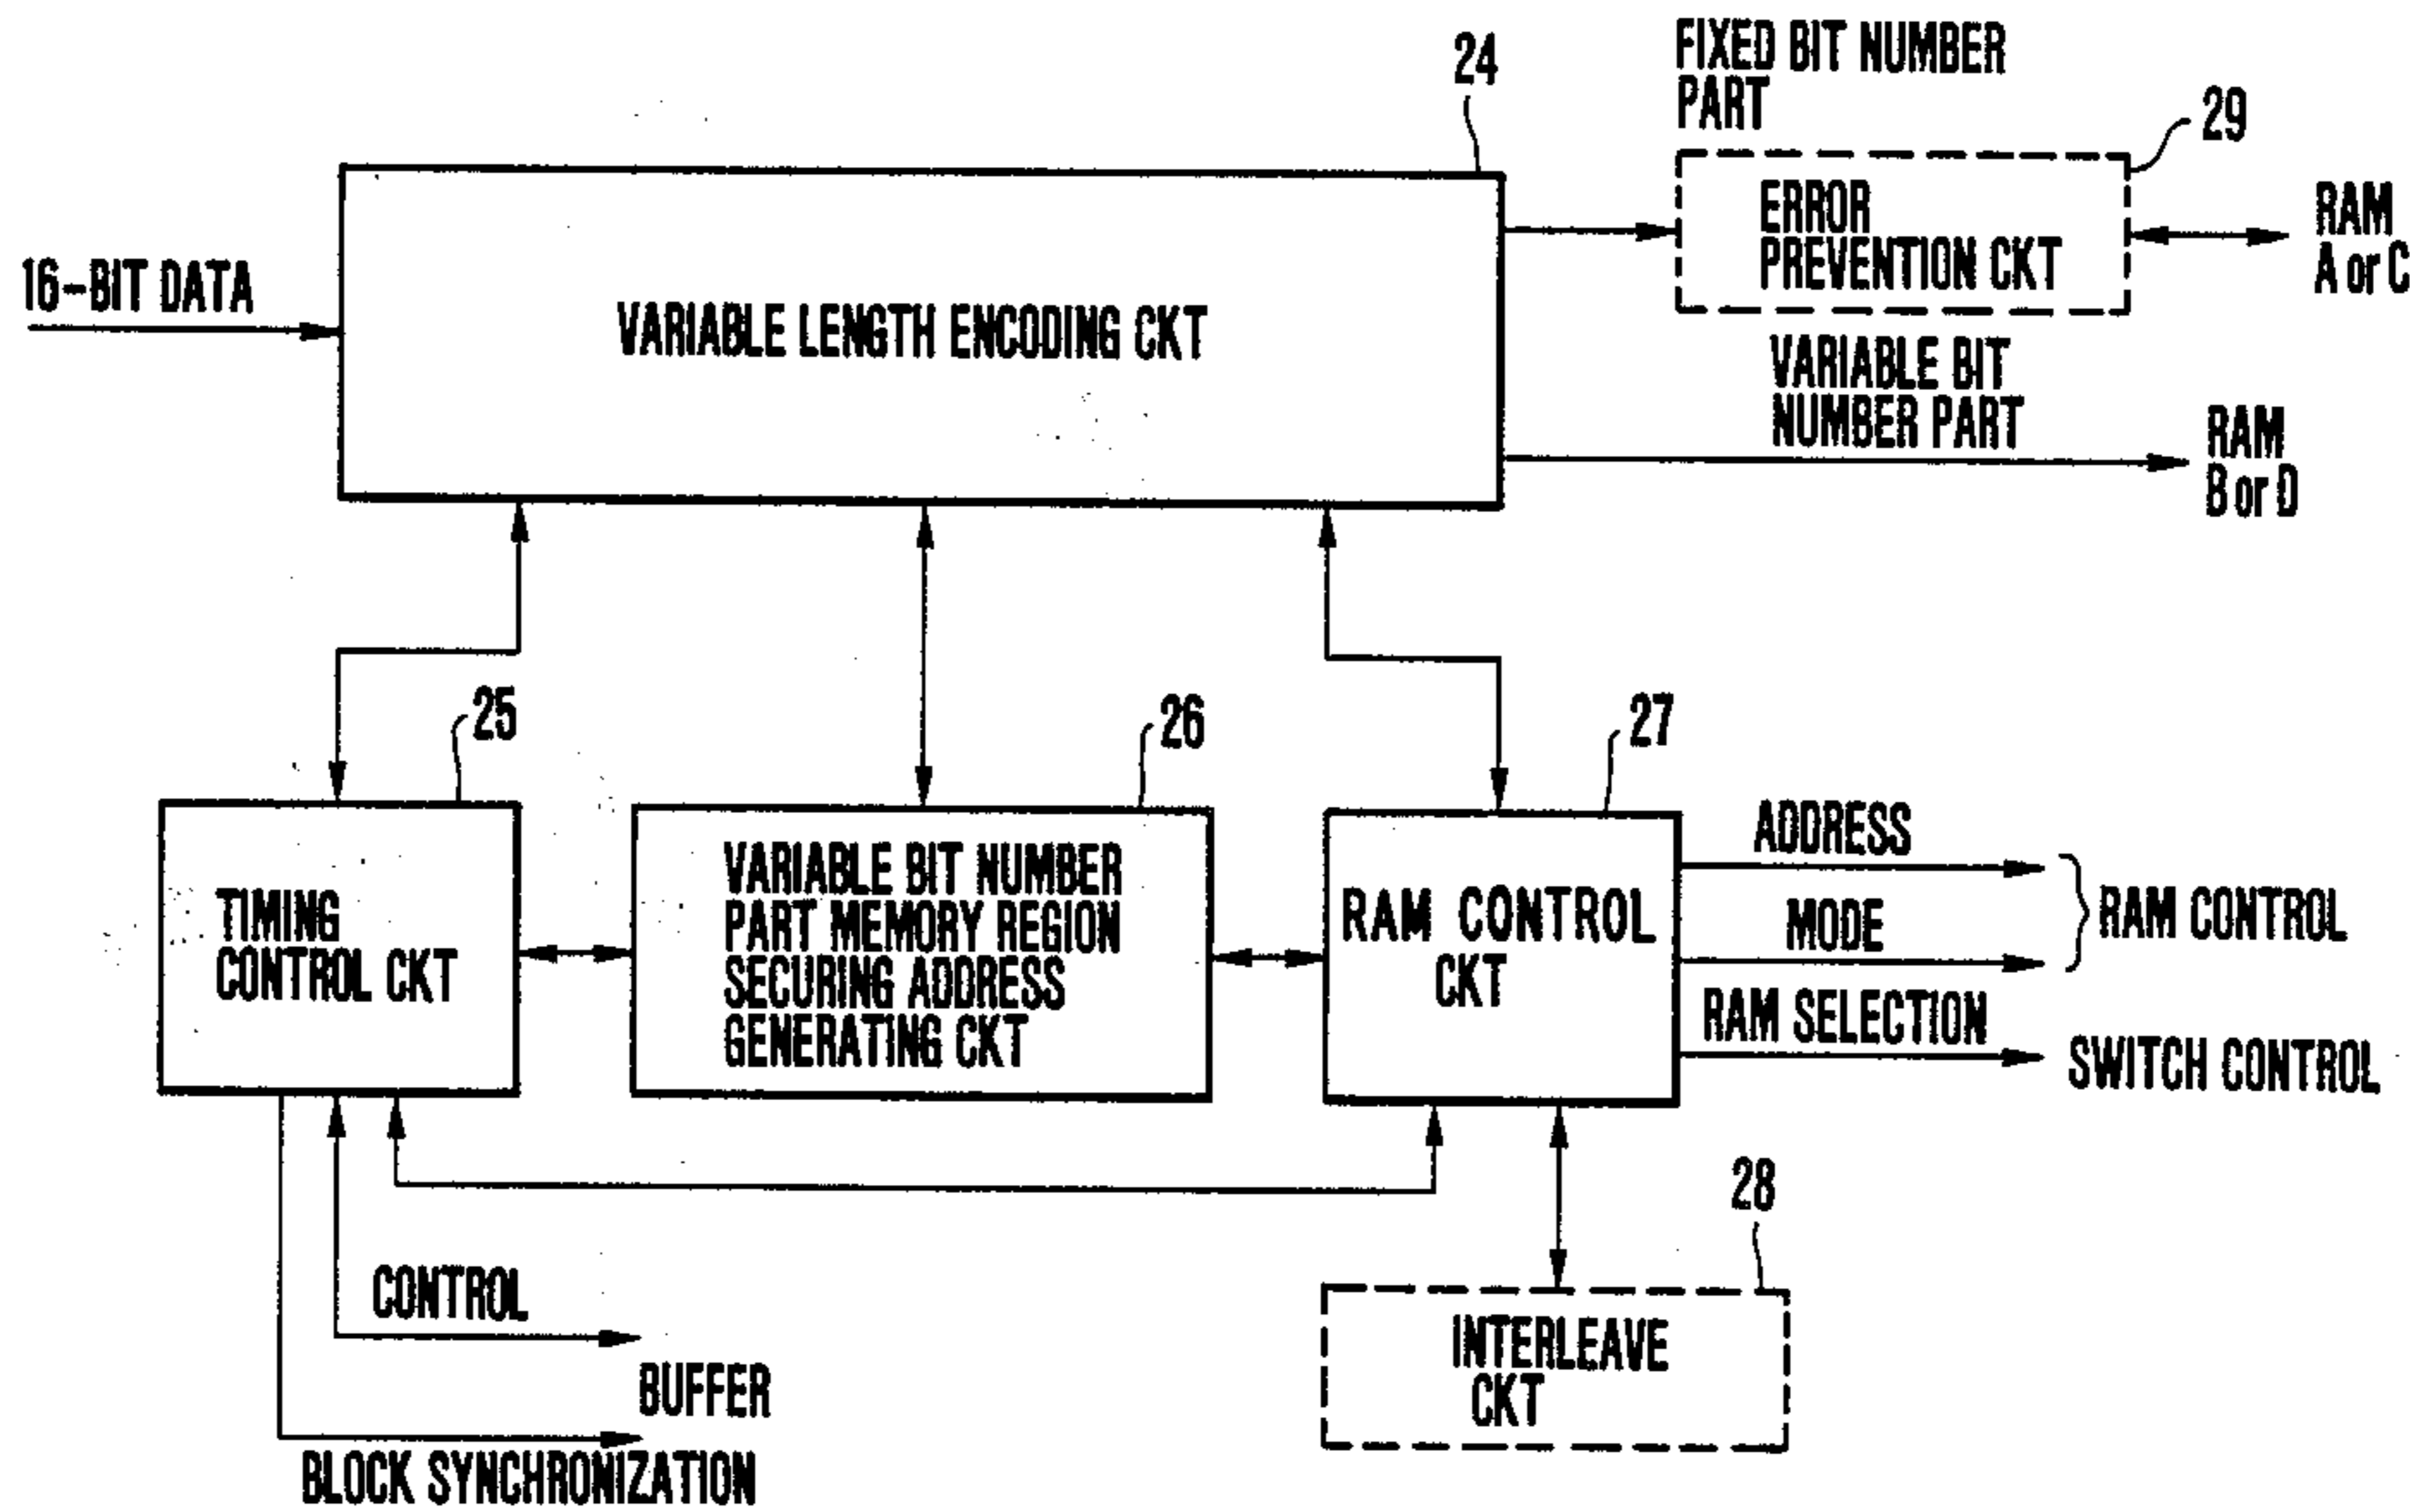 24
FIXED BIT NUMBER
PART
29
ERROR
PREVENTION CKT
RAM
A or C
16-BIT DATA
VARIABLE LENGTH ENCODING CKT
VARIABLE BIT
NUMBER PART
RAM
B or D
25
26
27
TIMING
CONTROL CKT
VARIABLE BIT NUMBER
PART MEMORY REGION
SECURING ADDRESS
GENERATING CKT
RAM CONTROL
CKT
ADDRESS
MODE
RAM CONTROL
RAM SELECTION
SWITCH CONTROL
28
CONTROL
INTERLEAVE
CKT
BUFFER
BLOCK SYNCHRONIZATION